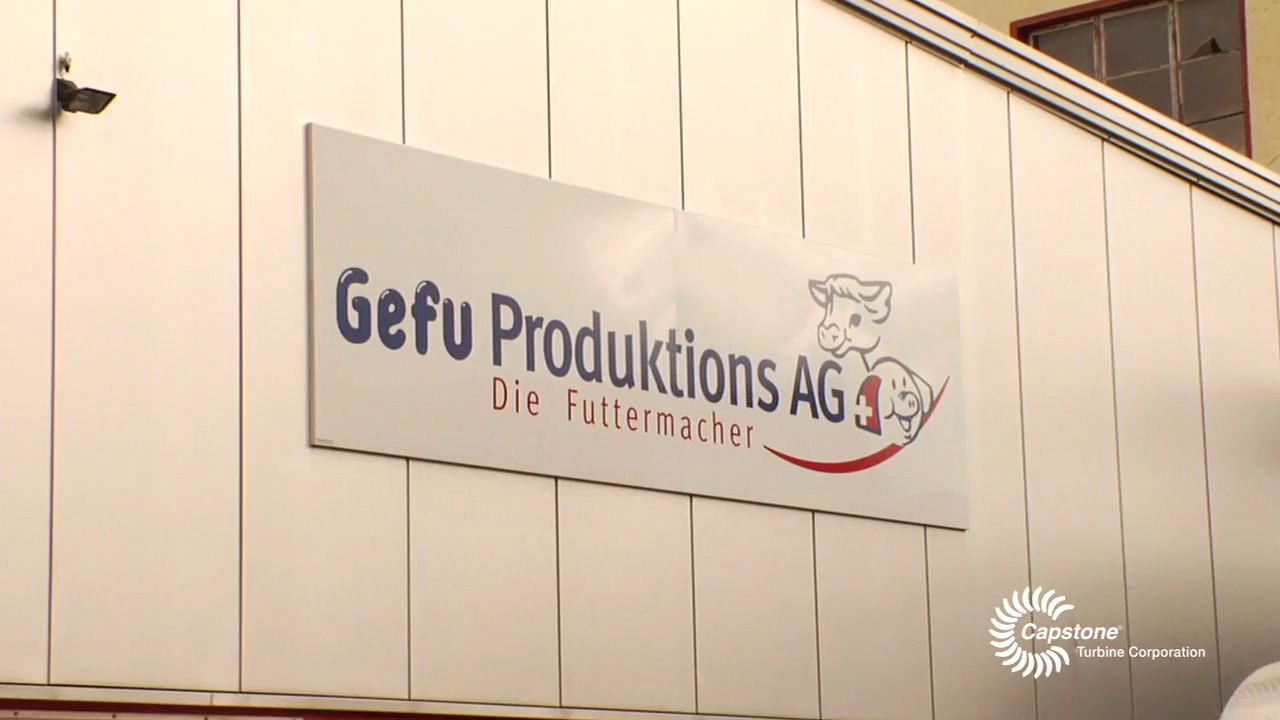 Gefu Produktions AG
Die Futtermacher
Capstone®
Turbine Corporation